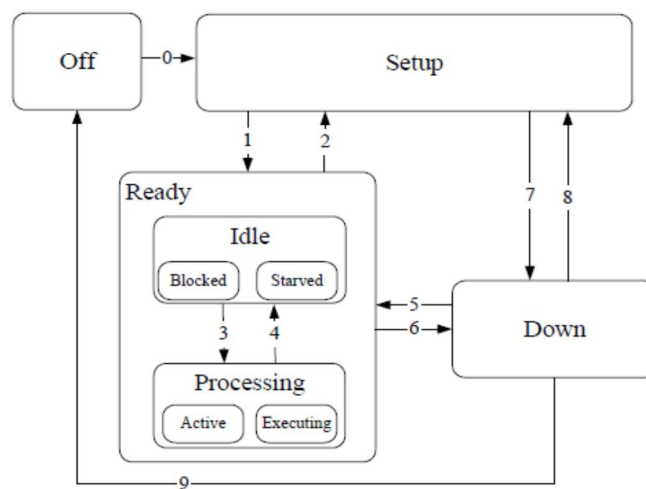 Off
0
Setup
1
2
7
8
Ready
Idle
Blocked
Starved
3
4
5
6
Down
Processing
Active
Executing
9